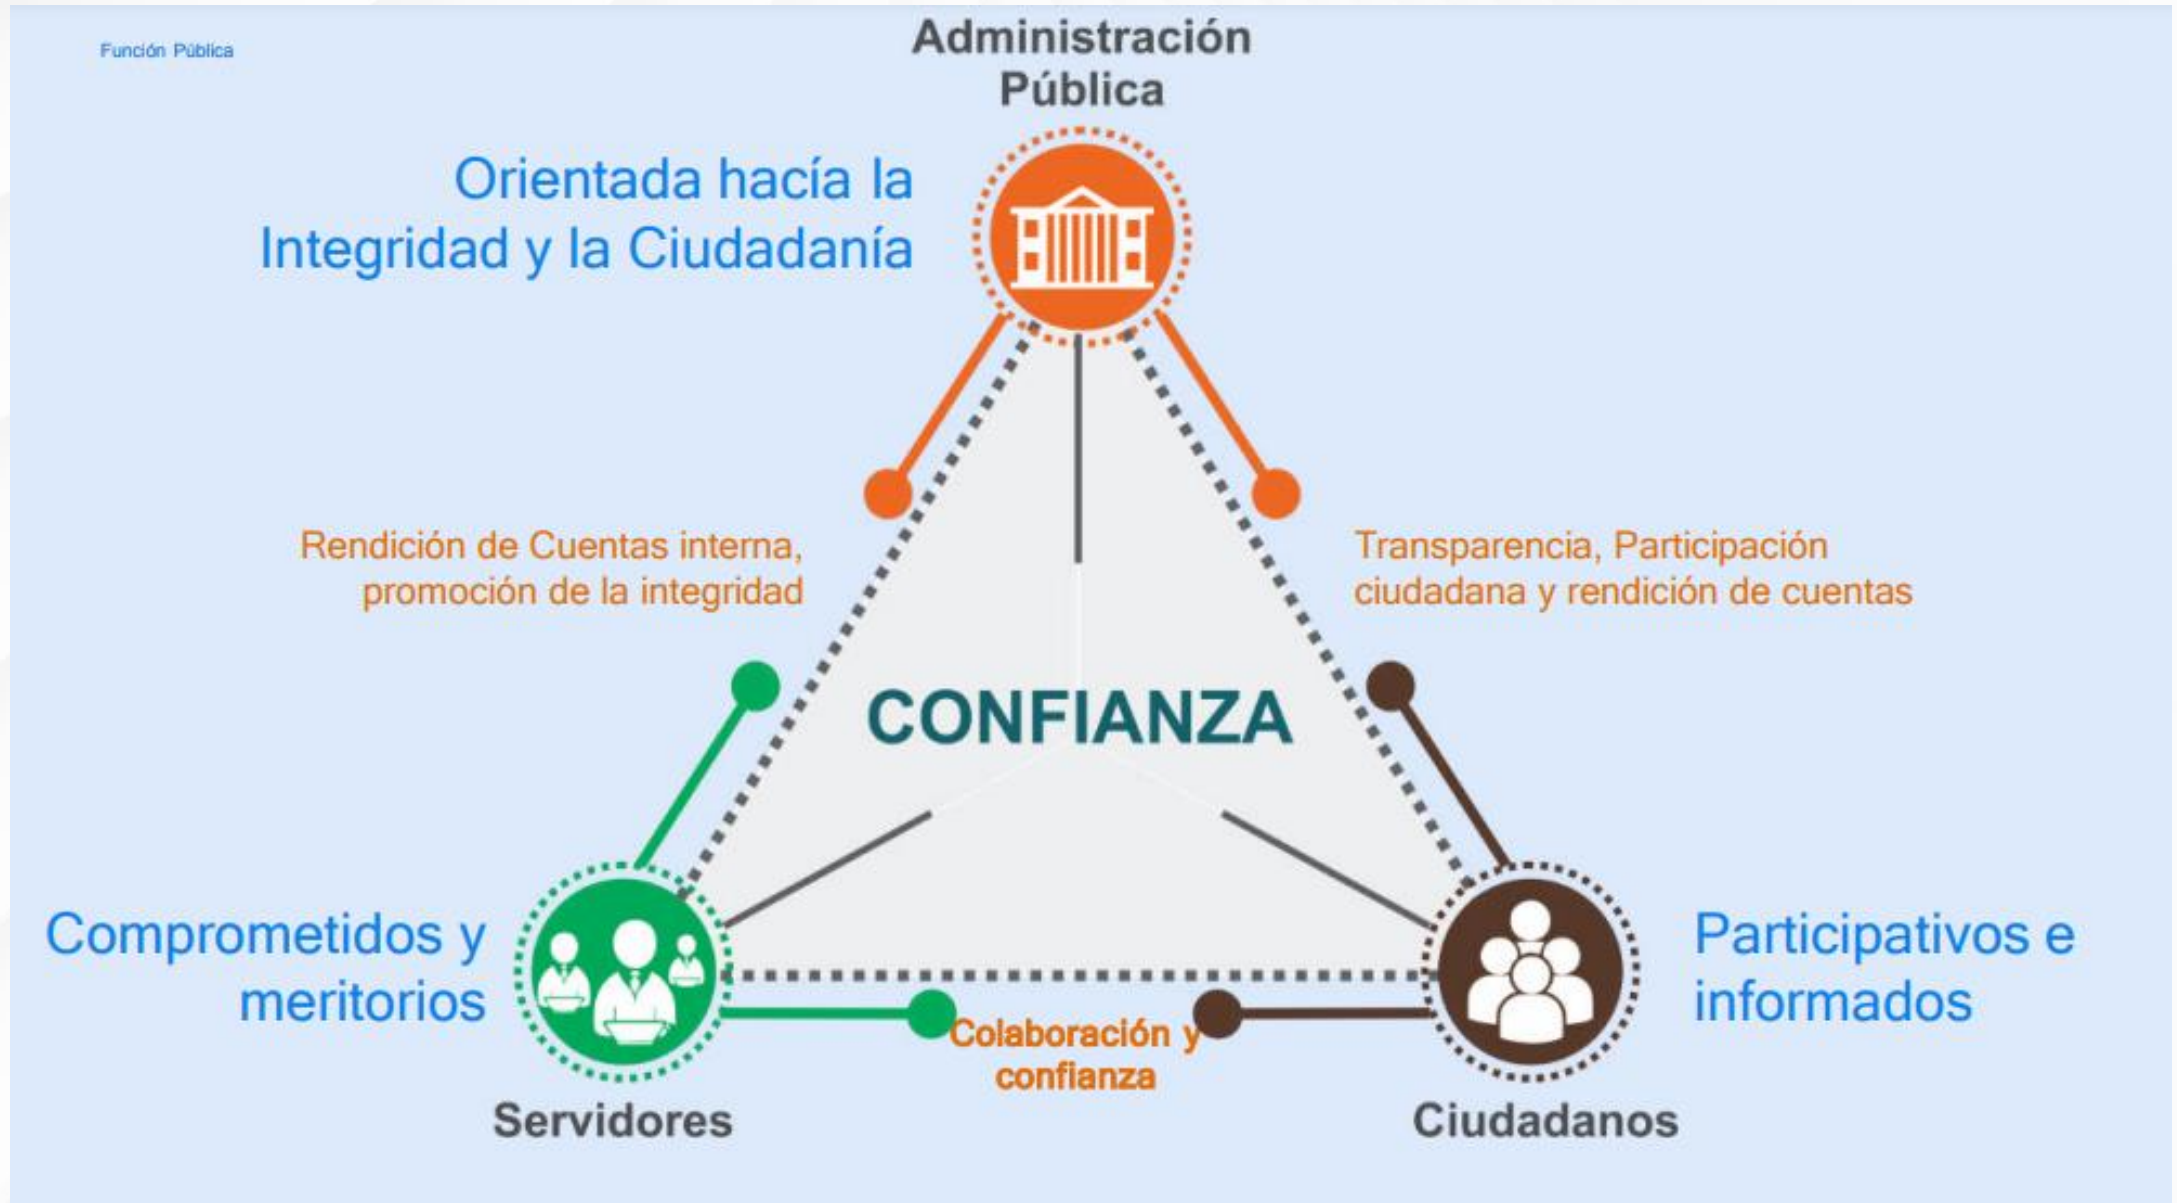 Función Pública
Administración
Pública
Orientada hacía la
Integridad y la Ciudadanía
Rendición de Cuentas interna,
promoción de la integridad
Transparencia, Participación
ciudadana y rendición de cuentas
CONFIANZA
Comprometidos y
meritorios
Participativos e
informados
Colaboración y
confianza
Servidores
Ciudadanos